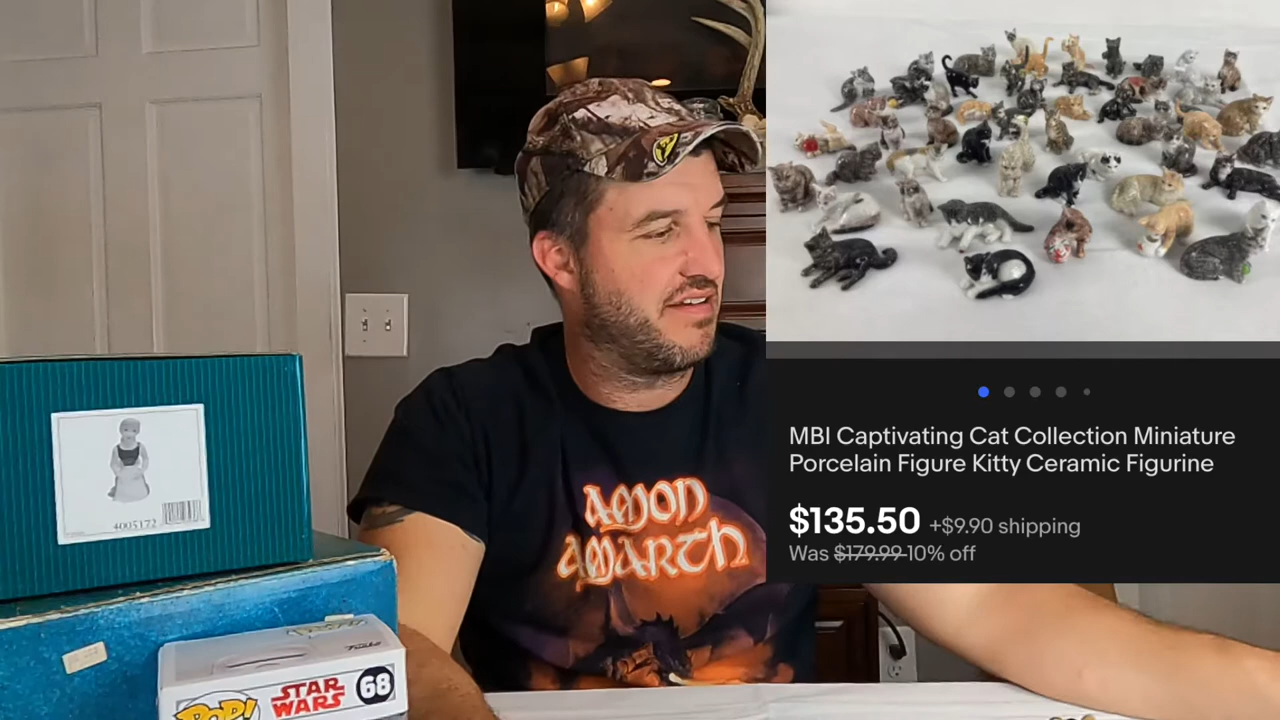 AMON
AMARTH
4005172
POP!
STAR
WARS
68
Funko
MBI Captivating Cat Collection Miniature
Porcelain Figure Kitty Ceramic Figurine
$135.50 +$9.90 shipping
Was $179.99 10% off